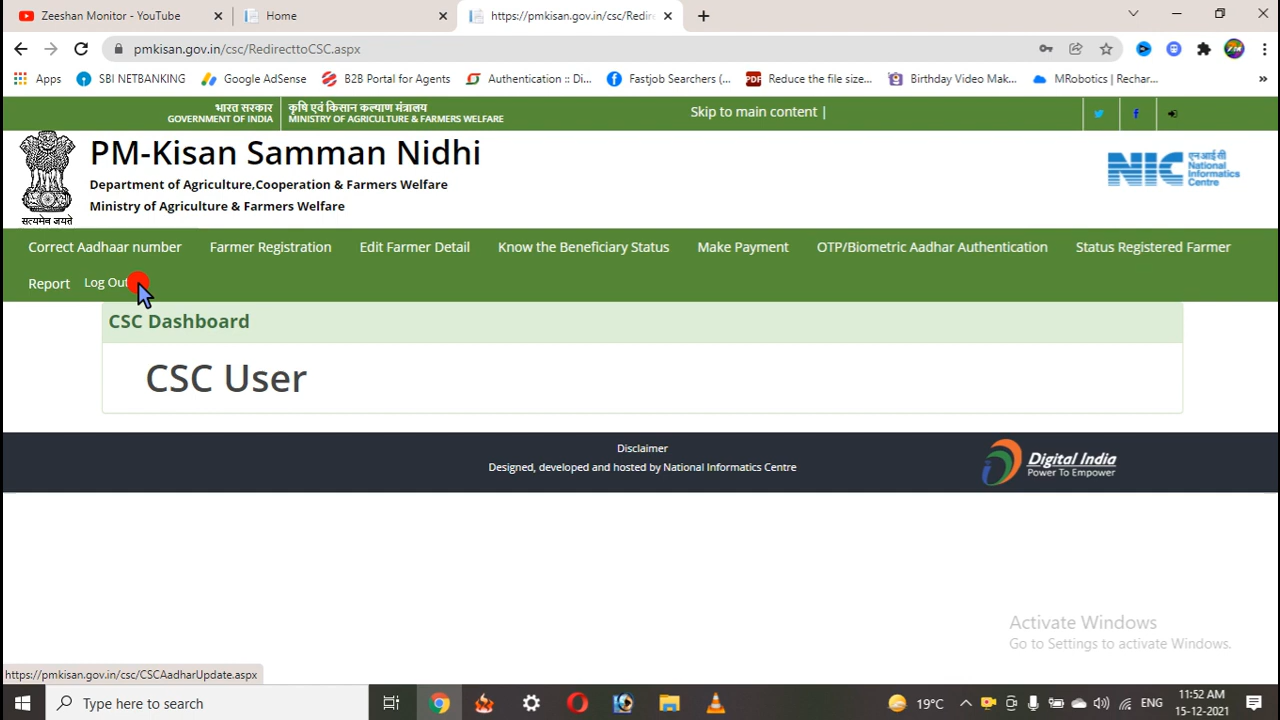 Zeeshan Monitor - YouTube
Home
https://pmkisan.gov.in/csc/Redir
pmkisan.gov.in/csc/RedirecttoCSC.aspx
Apps
SBI NETBANKING
Google AdSense
B2B Portal for Agents
Authentication :: Di...
Fastjob Searchers (...
Reduce the file size...
Birthday Video Mak...
MRobotics | Rechar...
भारत सरकार
GOVERNMENT OF INDIA
कृषि एवं किसान कल्याण मंत्रालय
MINISTRY OF AGRICULTURE & FARMERS WELFARE
Skip to main content |
PM-Kisan Samman Nidhi
Department of Agriculture,Cooperation & Farmers Welfare
Ministry of Agriculture & Farmers Welfare
सत्यमेव जयते
NIC
एन आई सी
National
Informatics
Centre
Correct Aadhaar number
Farmer Registration
Edit Farmer Detail
Know the Beneficiary Status
Make Payment
OTP/Biometric Aadhar Authentication
Status Registered Farmer
Report
Log Out
CSC Dashboard
CSC User
Disclaimer
Designed, developed and hosted by National Informatics Centre
Digital India
Power To Empower
Activate Windows
Go to Settings to activate Windows.
https://pmkisan.gov.in/csc/CSCAadharUpdate.aspx
Type here to search
19°C
ENG
11:52 AM
15-12-2021